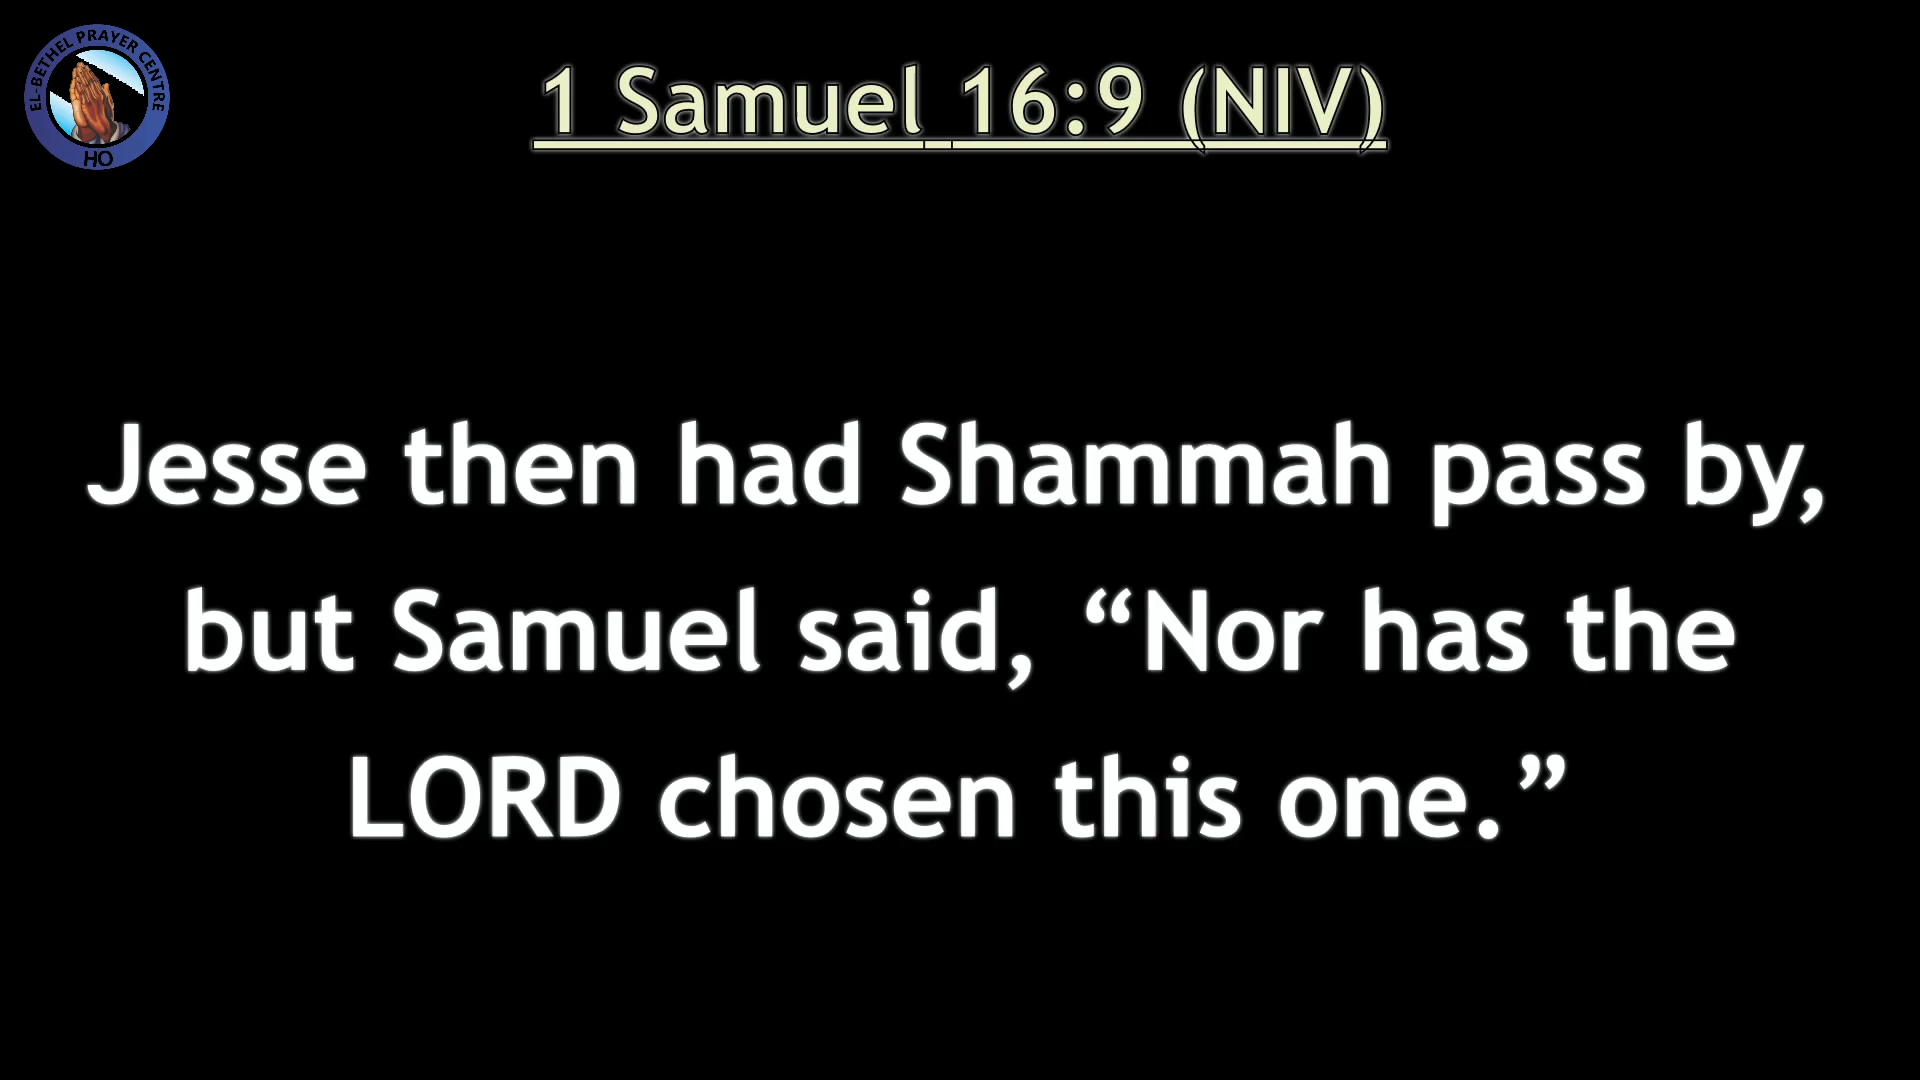 EL-BETHEL PRAYER CENTRE
HO
1 Samuel 16:9 (NIV)
Jesse then had Shammah pass by,
but Samuel said, “Nor has the
LORD chosen this one.”